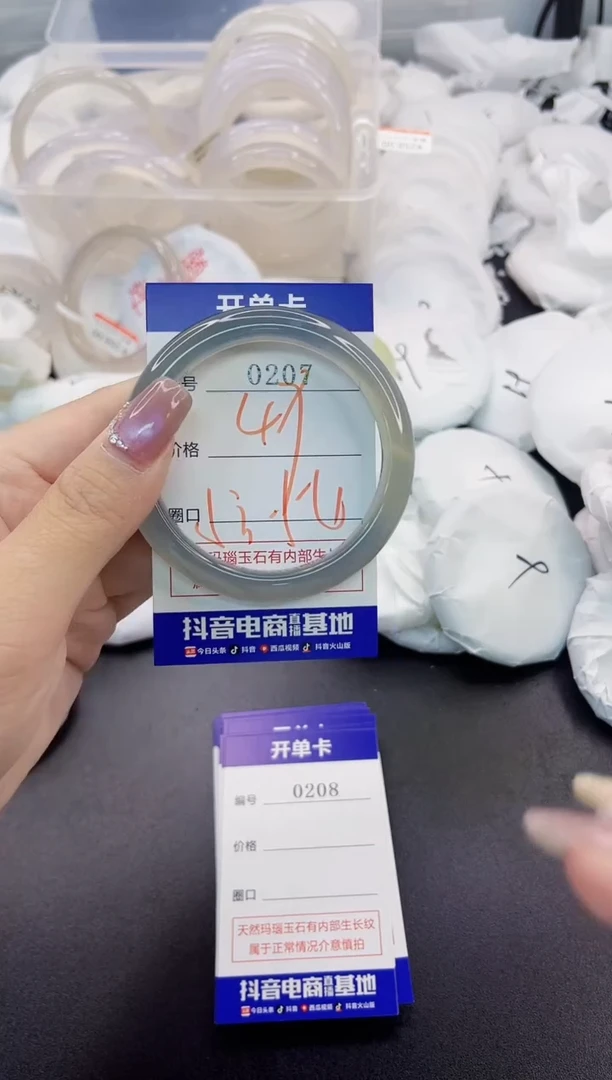 开单卡
号 0207
价格
圈口
玛瑙玉石有内部生
抖音电商直播基地
今日头条 抖音 西瓜视频 抖音火山版
开单卡
编号 0208
价格
圈口
天然玛瑙玉石有内部生长纹
属于正常情况介意慎拍
抖音电商直播基地
今日头条 抖音 西瓜视频 抖音火山版